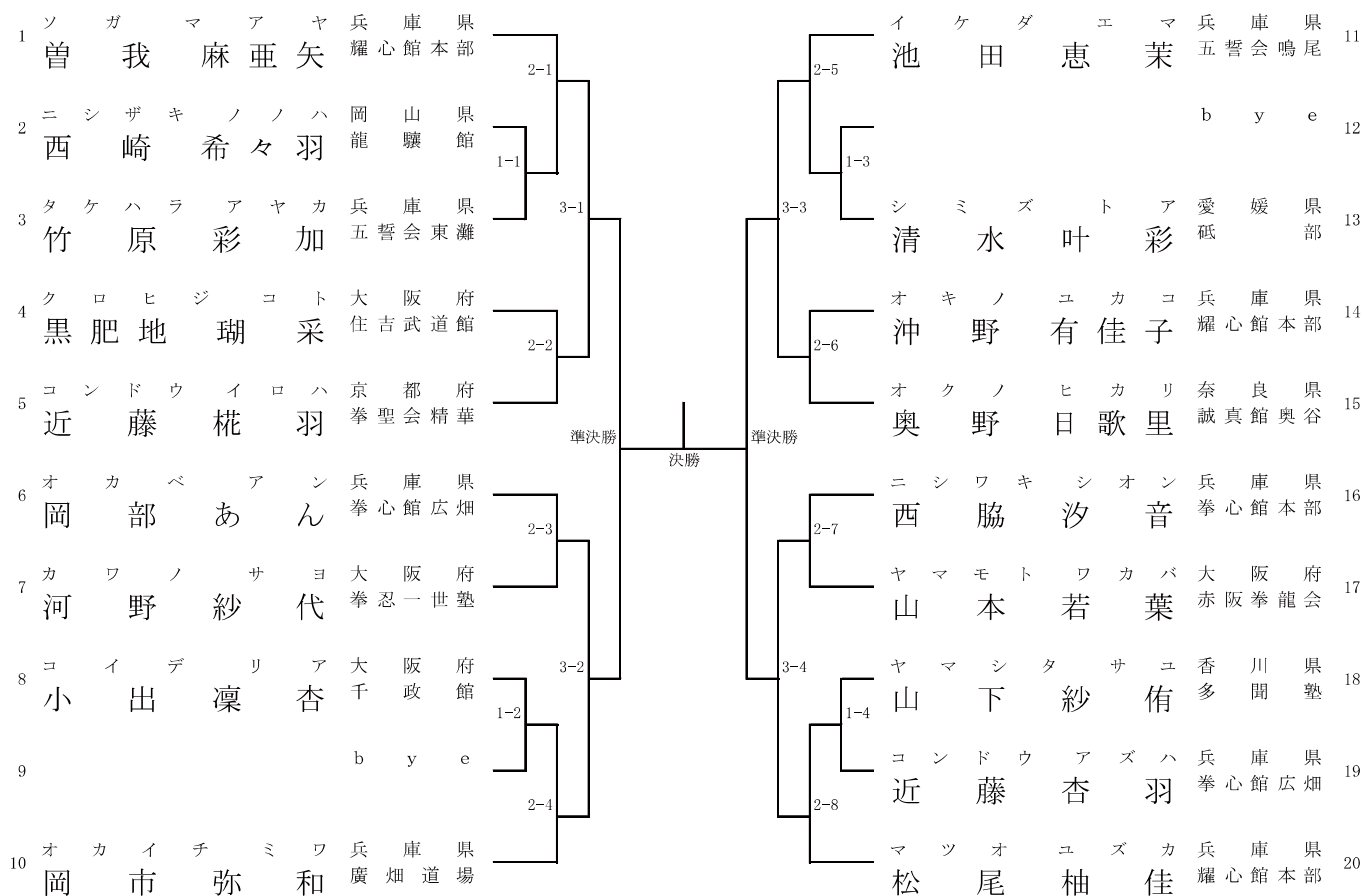 ソガマアヤ 兵庫県
1 曽我麻亜矢 耀心館本部
2-1
ニシザキノノハ 岡山県
2 西崎希々羽 龍驤館
1-1
タケハラアヤカ 兵庫県
3 竹原彩加 五誓会東灘
3-1
クロヒジコト 大阪府
4 黒肥地瑚采 住吉武道館
2-2
コンドウイロハ 京都府
5 近藤椛羽 拳聖会精華
準決勝
オカベアン 兵庫県
6 岡部あん 拳心館広畑
2-3
カワノサヨ 大阪府
7 河野紗代 拳忍一世塾
3-2
コイデリア 大阪府
8 小出凜杏 千政館
1-2
9 bye
2-4
オカイチミワ 兵庫県
10 岡市弥和 廣畑道場
決勝
イケダエマ 兵庫県
池田恵茉 五誓会鳴尾 11
2-5
bye 12
1-3
シミズトア 愛媛県
清水叶彩 砥部 13
3-3
オキノユカコ 兵庫県
沖野有佳子 耀心館本部 14
2-6
オクノヒカリ 奈良県
奥野日歌里 誠真館奥谷 15
準決勝
ニシワキシオン 兵庫県
西脇汐音 拳心館本部 16
2-7
ヤマモトワカバ 大阪府
山本若葉 赤阪拳龍会 17
3-4
ヤマシタサユ 香川県
山下紗侑 多聞塾 18
1-4
コンドウアズハ 兵庫県
近藤杏羽 拳心館広畑 19
2-8
マツオユズカ 兵庫県
松尾柚佳 耀心館本部 20